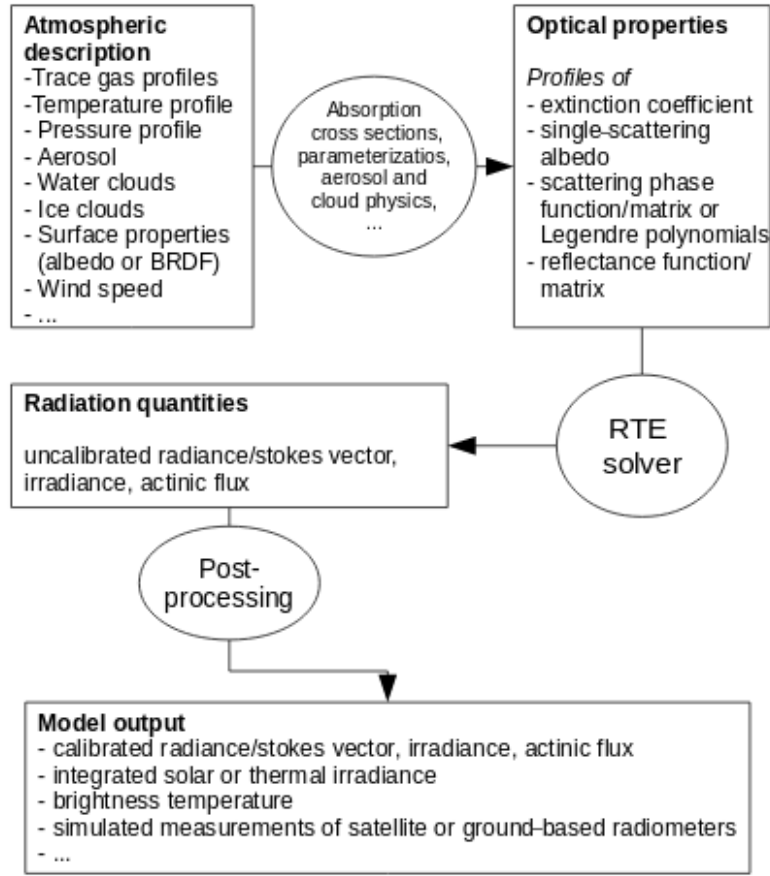 Atmospheric
description
-Trace gas profiles
-Temperature profile
- Pressure profile
- Aerosol
- Water clouds
- Ice clouds
- Surface properties
(albedo or BRDF)
- Wind speed
- ...
Absorption
cross sections,
parameterizatios,
aerosol and
cloud physics,
...
Optical properties
Profiles of
- extinction coefficient
- single-scattering
albedo
- scattering phase
function/matrix or
Legendre polynomials
- reflectance function/
matrix
RTE
solver
Radiation quantities
uncalibrated radiance/stokes vector,
irradiance, actinic flux
Post-
processing
Model output
- calibrated radiance/stokes vector, irradiance, actinic flux
- integrated solar or thermal irradiance
- brightness temperature
- simulated measurements of satellite or ground-based radiometers
- ...